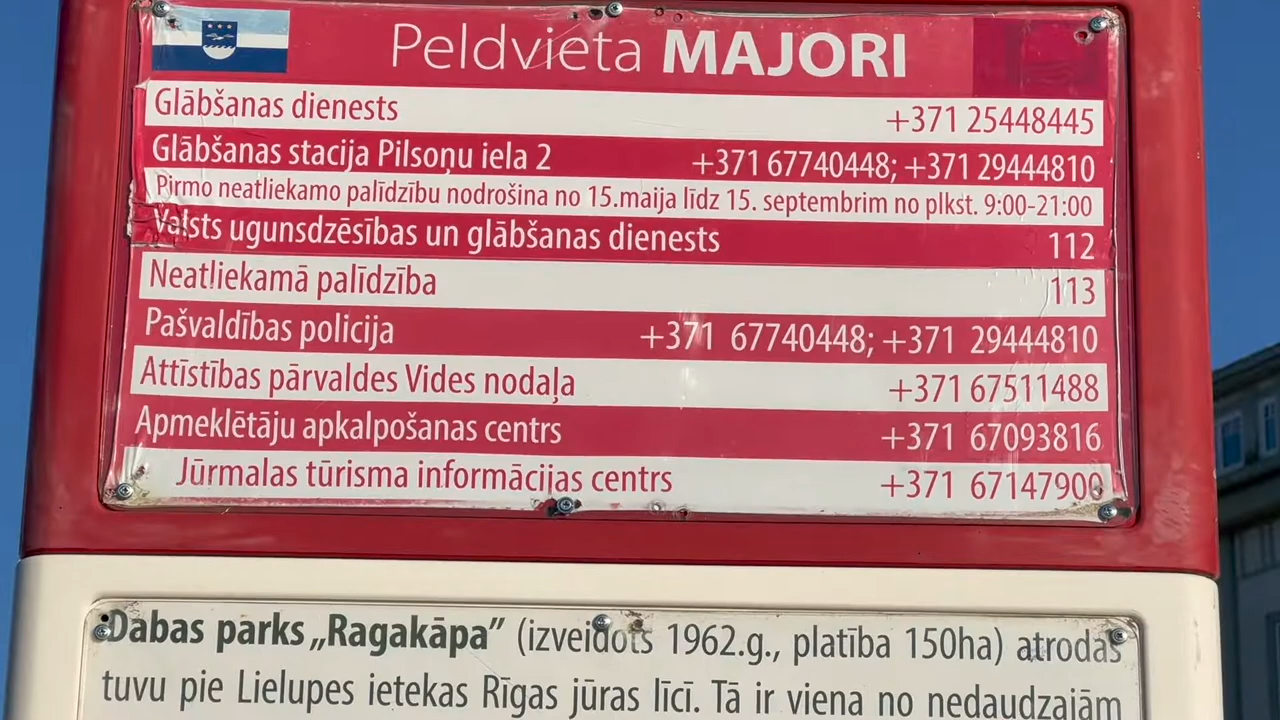 Peldvieta MAJORI
Glābšanas dienests +371 25448445
Glābšanas stacija Pilsoņu iela 2 +371 67740448; +371 29444810
Pirmo neatliekamo palīdzību nodrošina no 15.maija līdz 15. septembrim no plkst. 9:00-21:00
Valsts ugunsdzēsības un glābšanas dienests 112
Neatliekamā palīdzība 113
Pašvaldības policija +371 67740448; +371 29444810
Attīstības pārvaldes Vides nodaļa +371 67511488
Apmeklētāju apkalpošanas centrs +371 67093816
Jūrmalas tūrisma informācijas centrs +371 67147900
Dabas parks „Ragakāpa” (izveidots 1962.g., platība 150ha) atrodas
tuvu pie Lielupes ietekas Rīgas jūras līcī. Tā ir viena no nedaudzajām